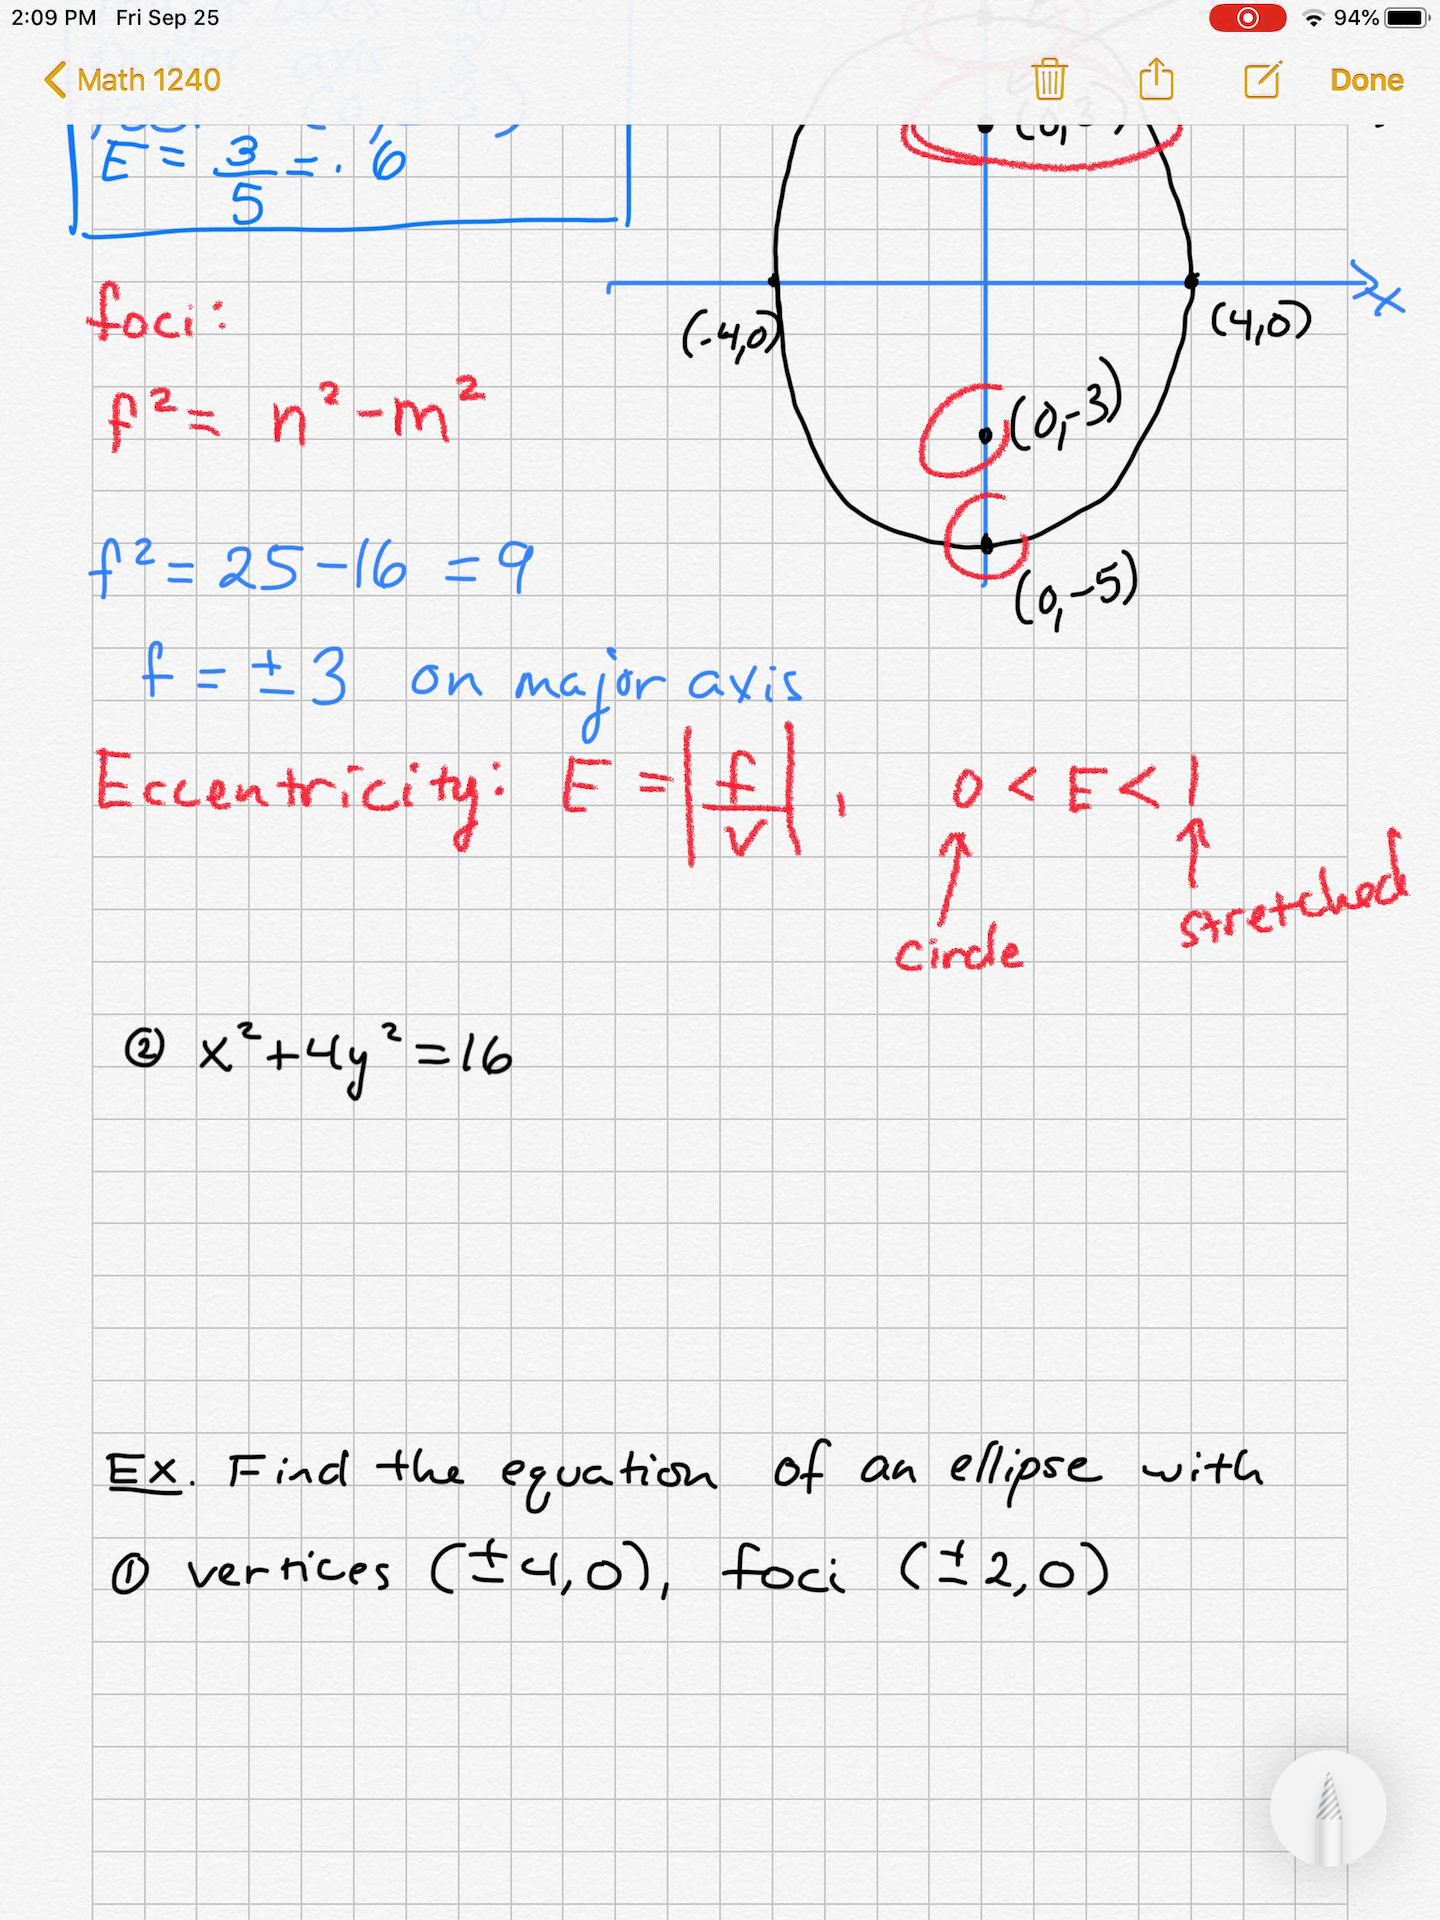 2:09 PM Fri Sep 25 94%
Math 1240 Done
E = 3/5 = .6
foci:
(-4,0) (4,0)
x
f² = n² - m²
(0,-3)
f² = 25 - 16 = 9
(0,-5)
f = ± 3 on major axis
Eccentricity: E = |f/v|, 0 < E < 1
circle stretched
② x² + 4y² = 16
Ex. Find the equation of an ellipse with
① vertices (±4,0), foci (±2,0)